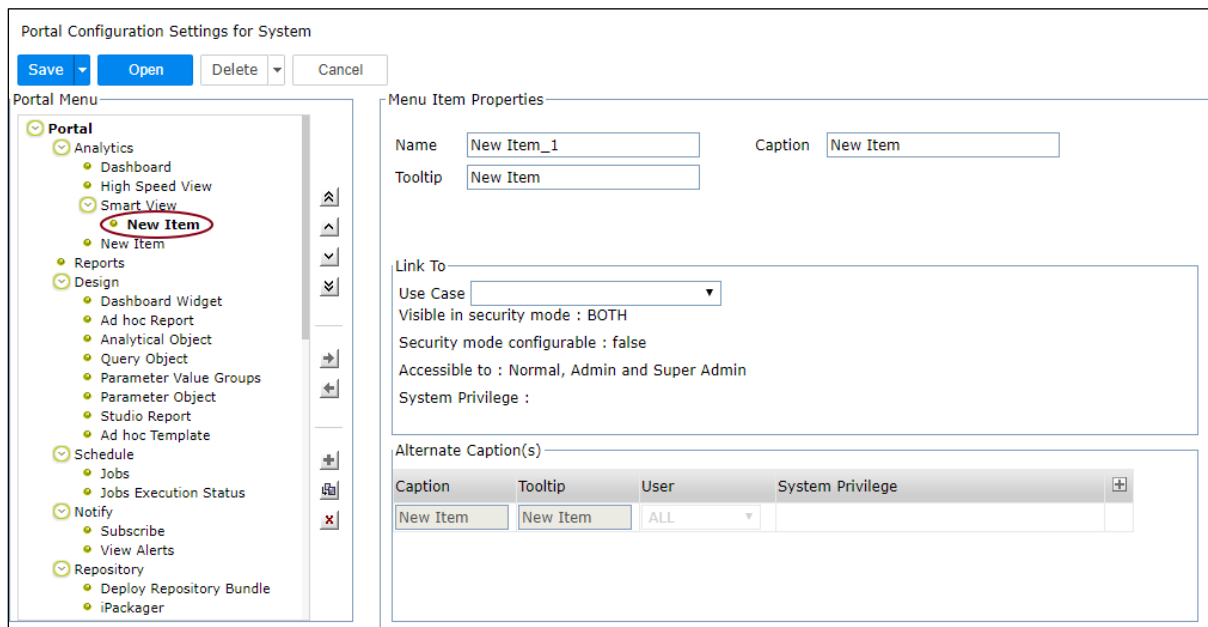 Portal Configuration Settings for System
Save Open Delete Cancel
Portal Menu
Portal
Analytics
Dashboard
High Speed View
Smart View
New Item
New Item
Reports
Design
Dashboard Widget
Ad hoc Report
Analytical Object
Query Object
Parameter Value Groups
Parameter Object
Studio Report
Ad hoc Template
Schedule
Jobs
Jobs Execution Status
Notify
Subscribe
View Alerts
Repository
Deploy Repository Bundle
iPackager
Menu Item Properties
Name New Item_1 Caption New Item
Tooltip New Item
Link To
Use Case
Visible in security mode : BOTH
Security mode configurable : false
Accessible to : Normal, Admin and Super Admin
System Privilege :
Alternate Caption(s)
Caption Tooltip User System Privilege
New Item New Item ALL